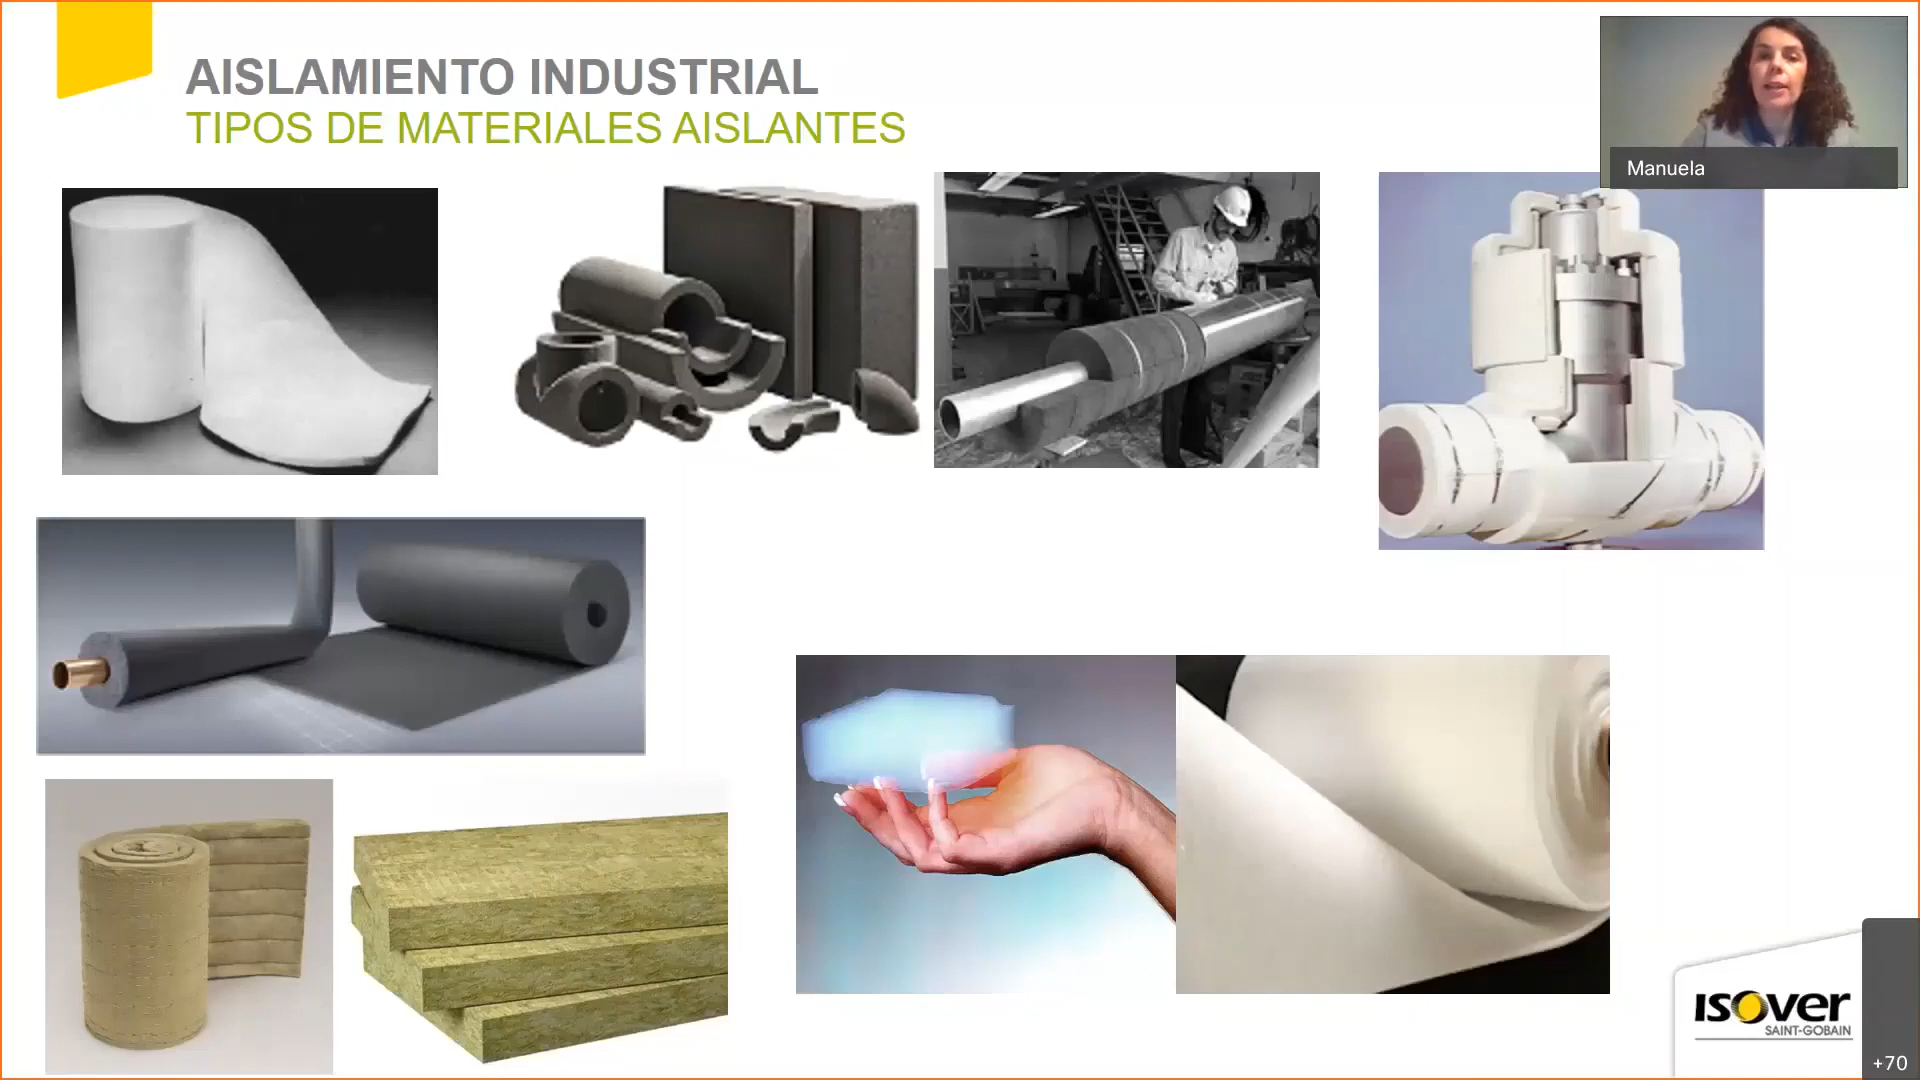 AISLAMIENTO INDUSTRIAL
TIPOS DE MATERIALES AISLANTES
Manuela
ISOVER
SAINT-GOBAIN
+70